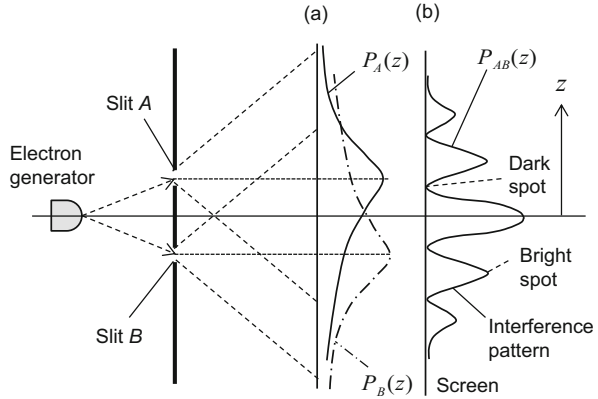 (a)
(b)
P_A(z)
P_AB(z)
z
Slit A
Electron
generator
Dark
spot
Bright
spot
Slit B
Interference
pattern
P_B(z)
Screen